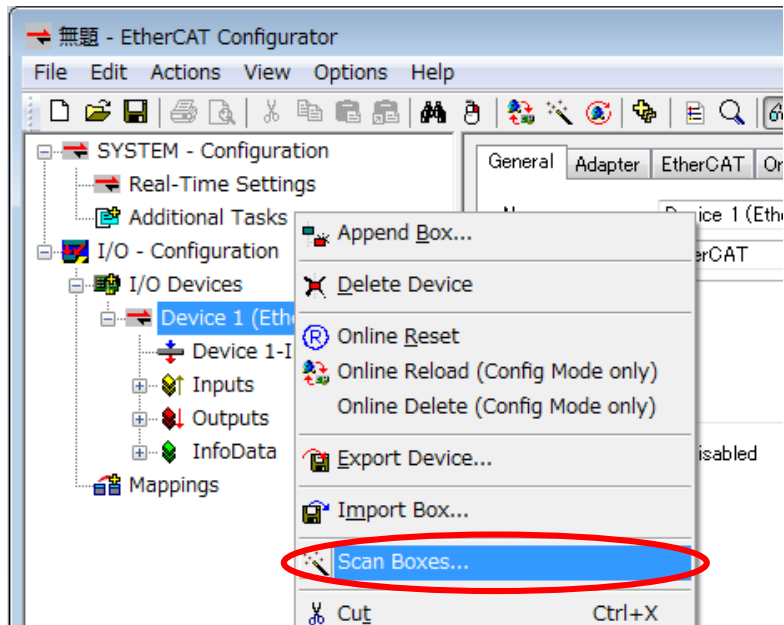 無題 - EtherCAT Configurator
File Edit Actions View Options Help
SYSTEM - Configuration
General Adapter EtherCAT
Real-Time Settings
Additional Tasks
Append Box...
I/O - Configuration
I/O Devices
Delete Device
Device 1
Online Reset
Device 1-I
Online Reload (Config Mode only)
Inputs
Online Delete (Config Mode only)
Outputs
InfoData
Export Device...
Mappings
Import Box...
Scan Boxes...
Cut Ctrl+X